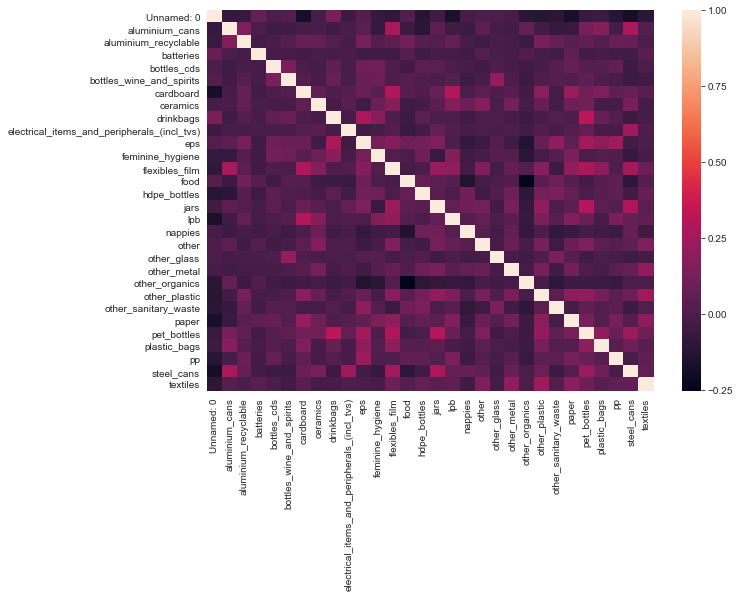 Unnamed: 0
aluminium_cans
aluminium_recyclable
batteries
bottles_cds
bottles_wine_and_spirits
cardboard
ceramics
drinkbags
electrical_items_and_peripherals_(incl_tvs)
eps
feminine_hygiene
flexibles_film
food
hdpe_bottles
jars
lpb
nappies
other
other_glass
other_metal
other_organics
other_plastic
other_sanitary_waste
paper
pet_bottles
plastic_bags
pp
steel_cans
textiles
Unnamed: 0
aluminium_cans
aluminium_recyclable
batteries
bottles_cds
bottles_wine_and_spirits
cardboard
ceramics
drinkbags
electrical_items_and_peripherals_(incl_tvs)
eps
feminine_hygiene
flexibles_film
food
hdpe_bottles
jars
lpb
nappies
other
other_glass
other_metal
other_organics
other_plastic
other_sanitary_waste
paper
pet_bottles
plastic_bags
pp
steel_cans
textiles
1.00
0.75
0.50
0.25
0.00
−0.25